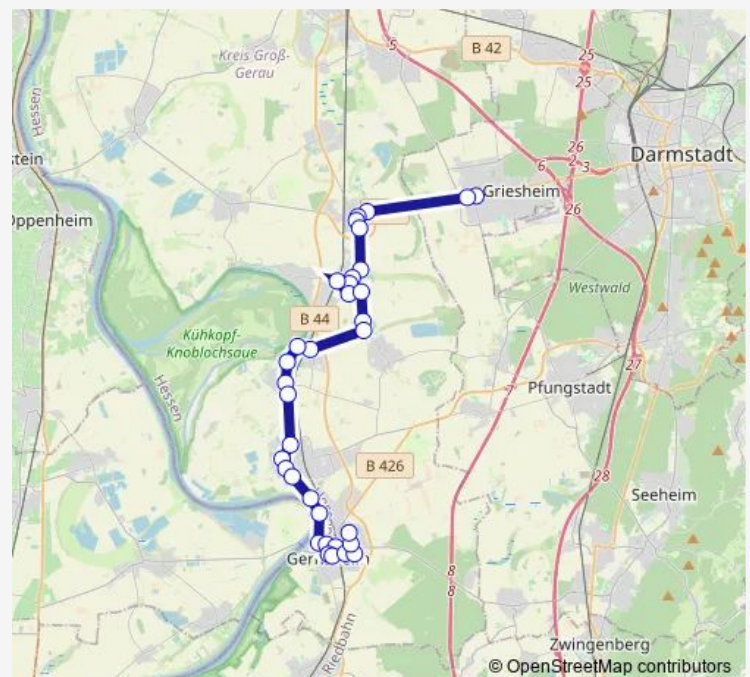 5
B 42
25
25
Kreis Groß-
Gerau
Hessen
26
2
3
6
Darmstadt
Griesheim
26
Oppenheim
Westwald
B 44
Kühkopf-
Knoblochsaue
27
Hessen
7
Pfungstadt
B 426
28
Seeheim
8
8
Riedbahn
Zwingenberg
© OpenStreetMap contributors